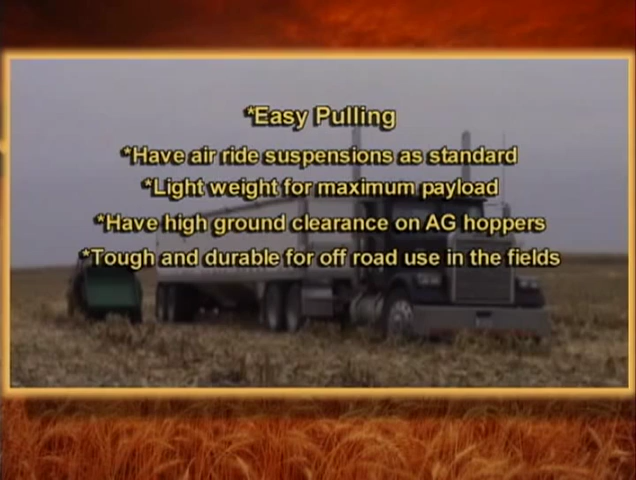 *Easy Pulling
*Have air ride suspensions as standard
*Light weight for maximum payload
*Have high ground clearance on AG hoppers
*Tough and durable for off road use in the fields